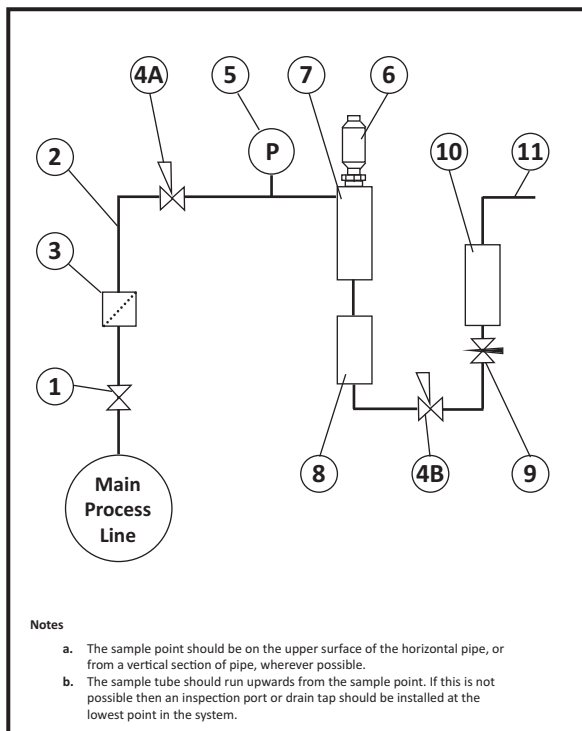 4A
5
7
6
2
P
10
11
3
1
8
4B
9
Main
Process
Line
Notes
a. The sample point should be on the upper surface of the horizontal pipe, or
from a vertical section of pipe, wherever possible.
b. The sample tube should run upwards from the sample point. If this is not
possible then an inspection port or drain tap should be installed at the
lowest point in the system.